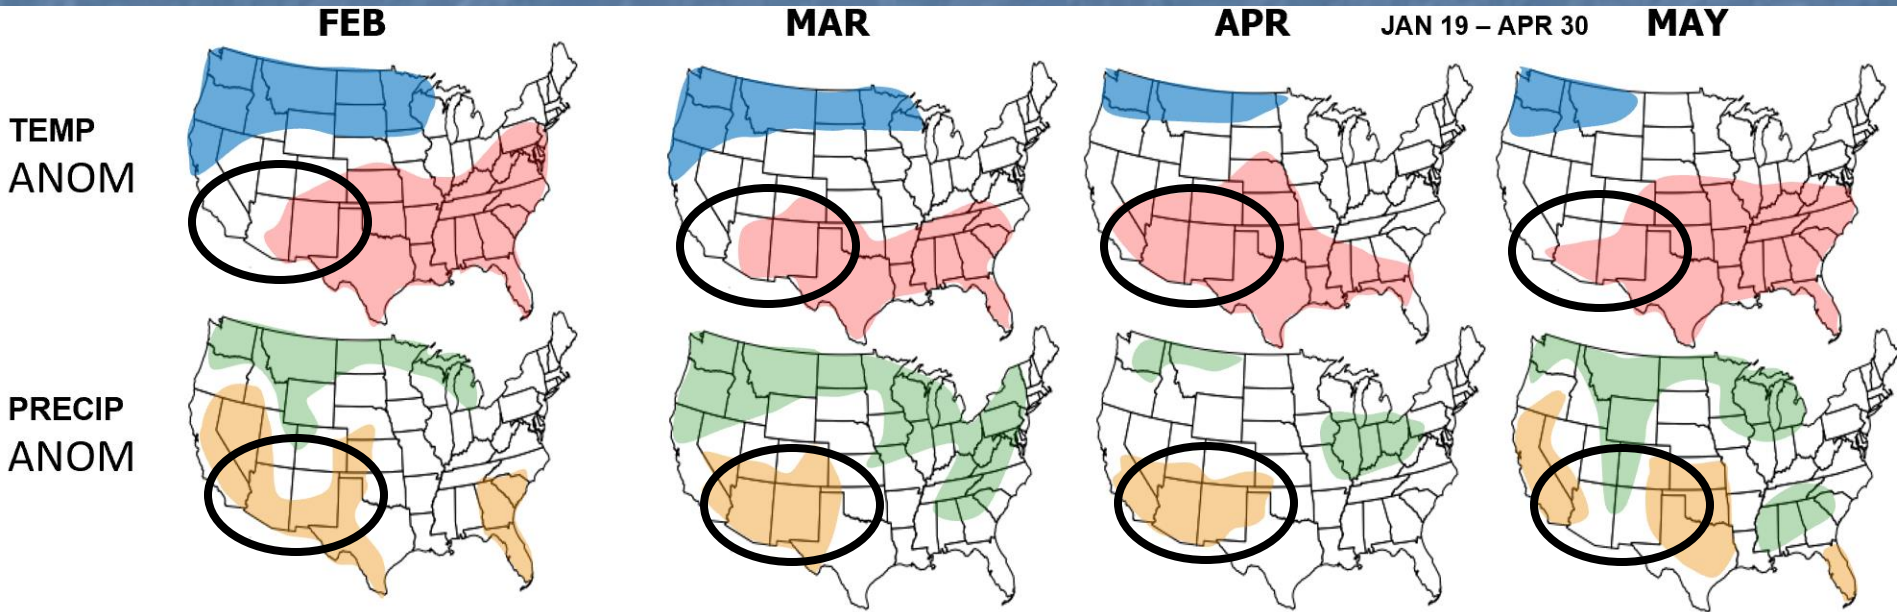 FEB MAR APR JAN 19 – APR 30 MAY
TEMP
ANOM
PRECIP
ANOM